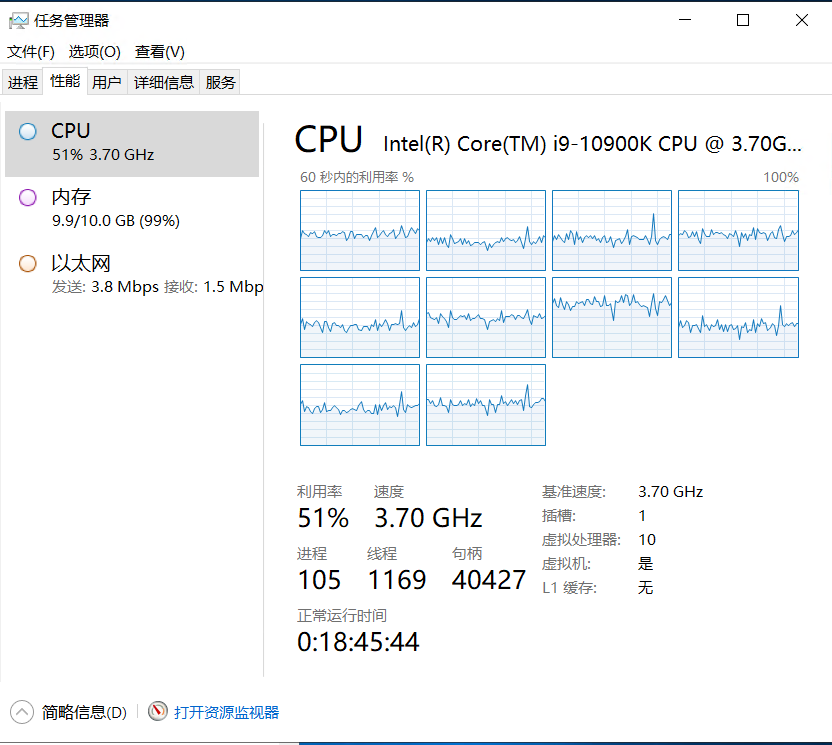 任务管理器
文件(F) 选项(O) 查看(V)
进程 性能 用户 详细信息 服务
CPU
51% 3.70 GHz
内存
9.9/10.0 GB (99%)
以太网
发送: 3.8 Mbps 接收: 1.5 Mbp
CPU Intel(R) Core(TM) i9-10900K CPU @ 3.70G...
60 秒内的利用率 % 100%
利用率 速度
51% 3.70 GHz
进程 线程 句柄
105 1169 40427
正常运行时间
0:18:45:44
基准速度: 3.70 GHz
插槽: 1
虚拟处理器: 10
虚拟机: 是
L1 缓存: 无
简略信息(D) 打开资源监视器